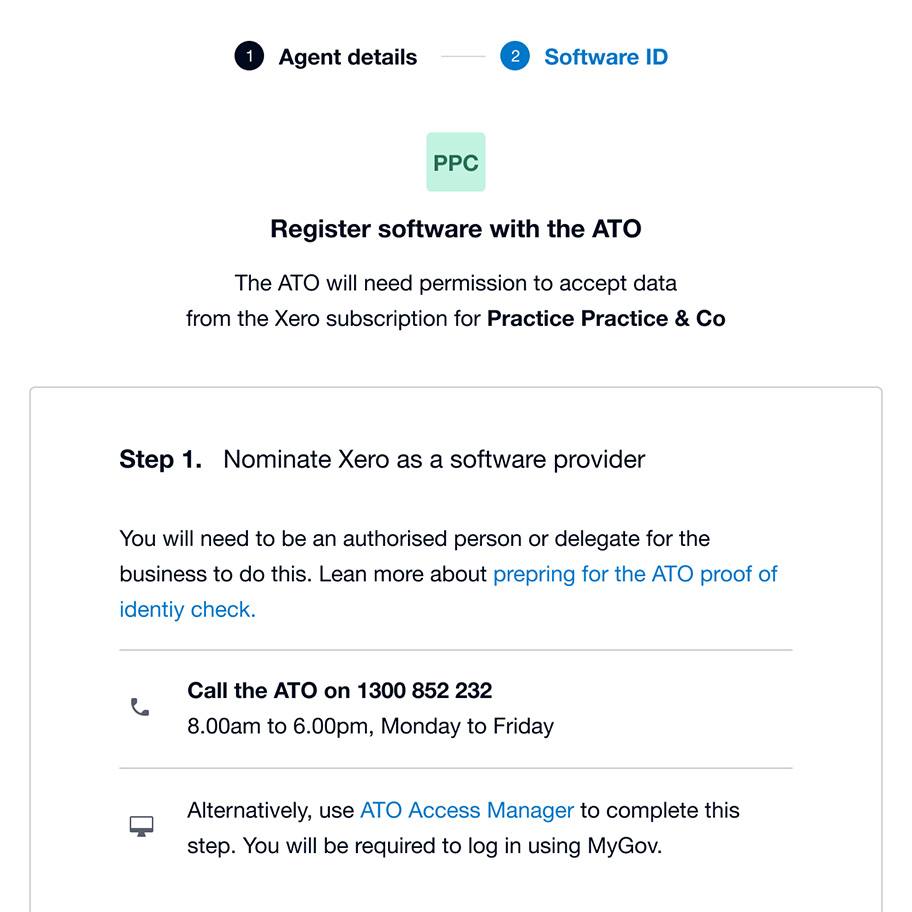 1 Agent details 2 Software ID
PPC
Register software with the ATO
The ATO will need permission to accept data
from the Xero subscription for Practice Practice & Co
Step 1. Nominate Xero as a software provider
You will need to be an authorised person or delegate for the
business to do this. Lean more about prepring for the ATO proof of
identiy check.
Call the ATO on 1300 852 232
8.00am to 6.00pm, Monday to Friday
Alternatively, use ATO Access Manager to complete this
step. You will be required to log in using MyGov.